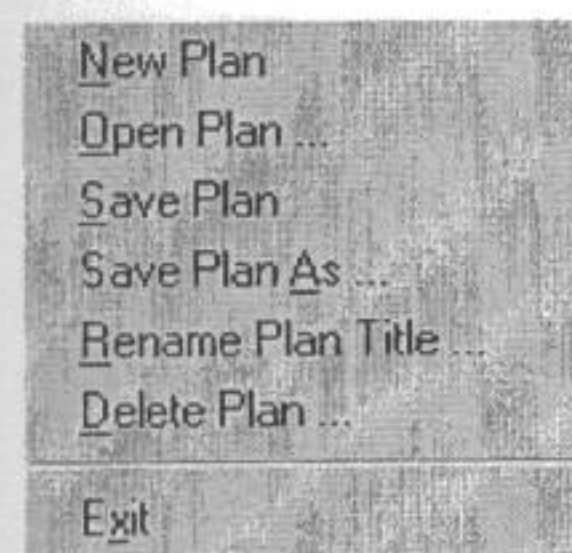 New Plan
Open Plan ...
Save Plan
Save Plan As ...
Rename Plan Title ...
Delete Plan ...
Exit